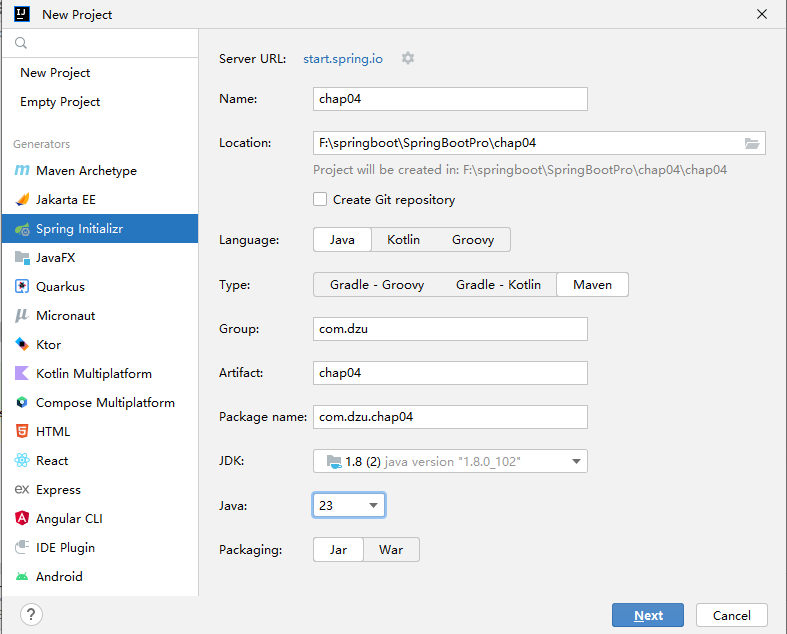 New Project
New Project
Empty Project
Generators
Maven Archetype
Jakarta EE
Spring Initializr
JavaFX
Quarkus
Micronaut
Ktor
Kotlin Multiplatform
Compose Multiplatform
HTML
React
Express
Angular CLI
IDE Plugin
Android
Server URL: start.spring.io
Name: chap04
Location: F:\springboot\SpringBootPro\chap04
Project will be created in: F:\springboot\SpringBootPro\chap04\chap04
Create Git repository
Language: Java Kotlin Groovy
Type: Gradle - Groovy Gradle - Kotlin Maven
Group: com.dzu
Artifact: chap04
Package name: com.dzu.chap04
JDK: 1.8 (2) java version "1.8.0_102"
Java: 23
Packaging: Jar War
? Next Cancel